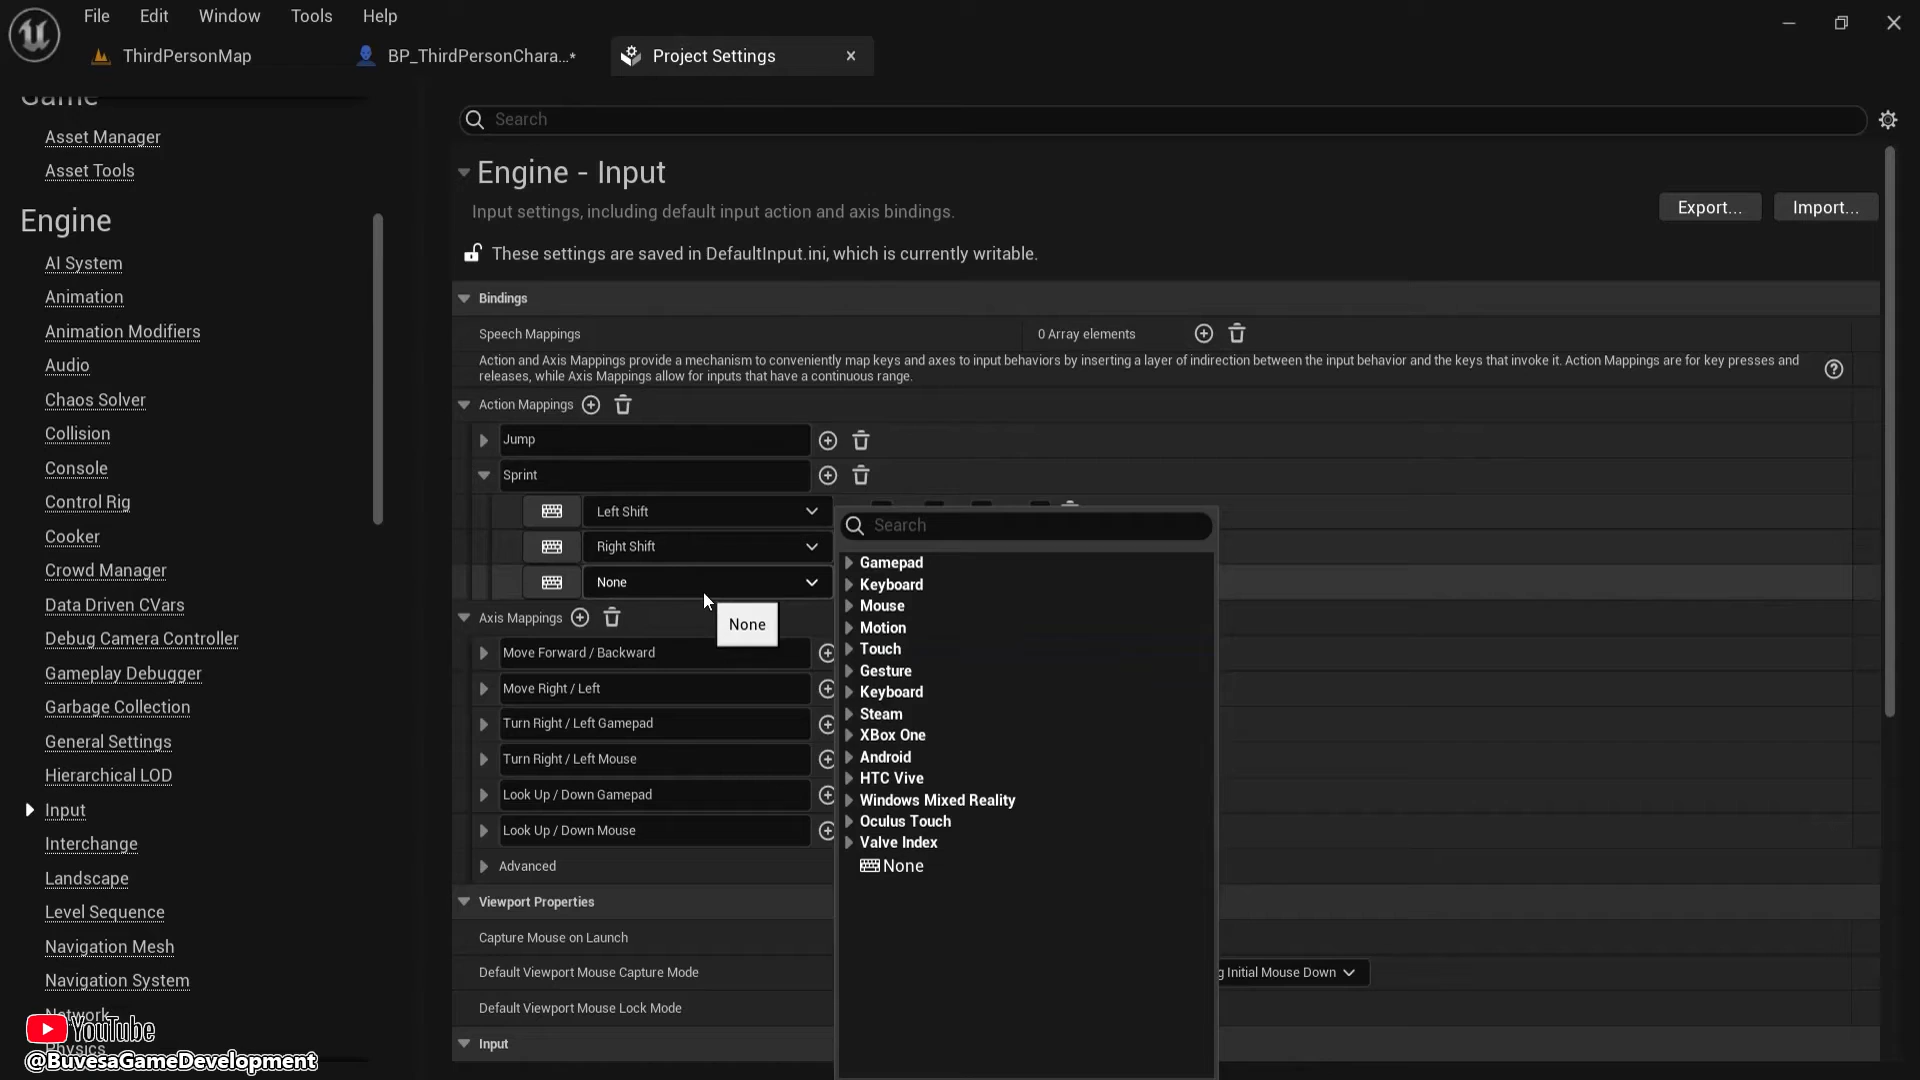 File Edit Window Tools Help
ThirdPersonMap BP_ThirdPersonChara...* Project Settings
Game
Asset Manager
Asset Tools
Engine
AI System
Animation
Animation Modifiers
Audio
Chaos Solver
Collision
Console
Control Rig
Cooker
Crowd Manager
Data Driven CVars
Debug Camera Controller
Gameplay Debugger
Garbage Collection
General Settings
Hierarchical LOD
Input
Interchange
Landscape
Level Sequence
Navigation Mesh
Navigation System
Network
Physics
YouTube
@BuvesaGameDevelopment
Search
Engine - Input
Input settings, including default input action and axis bindings.
Export... Import...
These settings are saved in DefaultInput.ini, which is currently writable.
Bindings
Speech Mappings 0 Array elements
Action and Axis Mappings provide a mechanism to conveniently map keys and axes to input behaviors by inserting a layer of indirection between the input behavior and the keys that invoke it. Action Mappings are for key presses and
releases, while Axis Mappings allow for inputs that have a continuous range.
Action Mappings
Jump
Sprint
Left Shift
Right Shift
None
None
Axis Mappings
Move Forward / Backward
Move Right / Left
Turn Right / Left Gamepad
Turn Right / Left Mouse
Look Up / Down Gamepad
Look Up / Down Mouse
Advanced
Viewport Properties
Capture Mouse on Launch
Default Viewport Mouse Capture Mode g Initial Mouse Down
Default Viewport Mouse Lock Mode
Input
Search
Gamepad
Keyboard
Mouse
Motion
Touch
Gesture
Keyboard
Steam
XBox One
Android
HTC Vive
Windows Mixed Reality
Oculus Touch
Valve Index
None